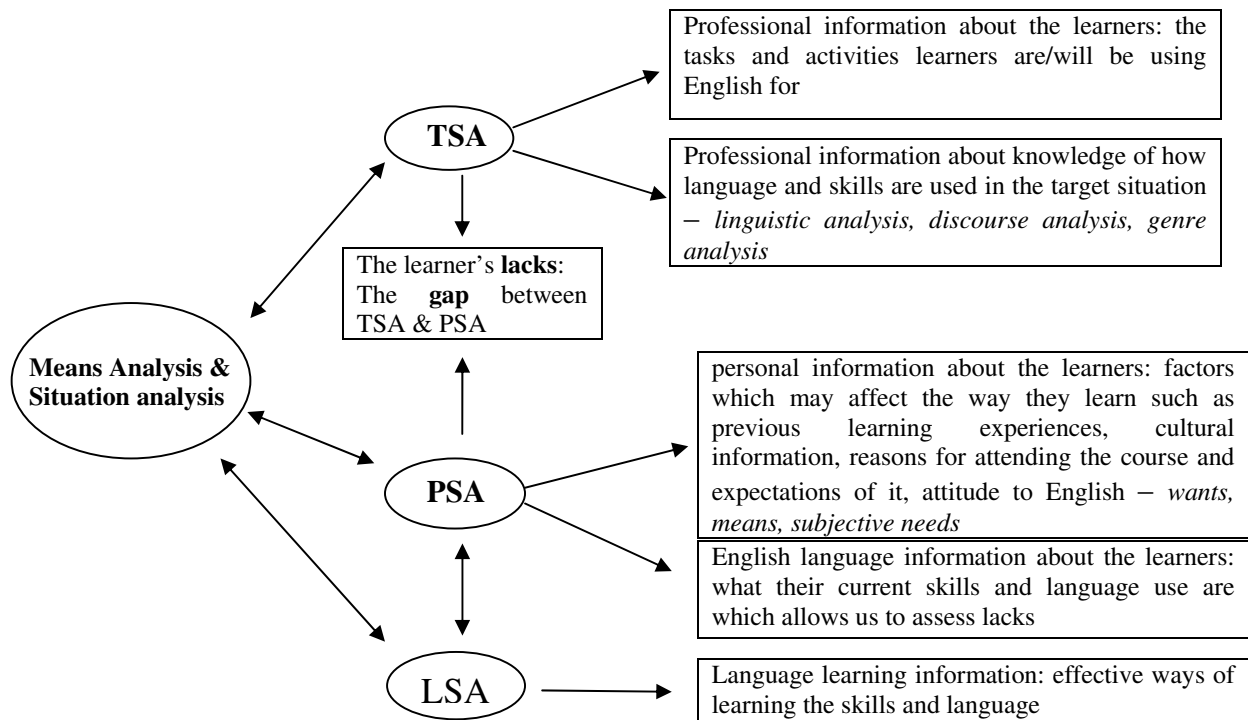 Professional information about the learners: the
tasks and activities learners are/will be using
English for
TSA
Professional information about knowledge of how
language and skills are used in the target situation
– linguistic analysis, discourse analysis, genre
analysis
The learner’s lacks:
The gap between
TSA & PSA
Means Analysis &
Situation analysis
personal information about the learners: factors
which may affect the way they learn such as
previous learning experiences, cultural
information, reasons for attending the course and
expectations of it, attitude to English – wants,
means, subjective needs
PSA
English language information about the learners:
what their current skills and language use are
which allows us to assess lacks
LSA
Language learning information: effective ways of
learning the skills and language